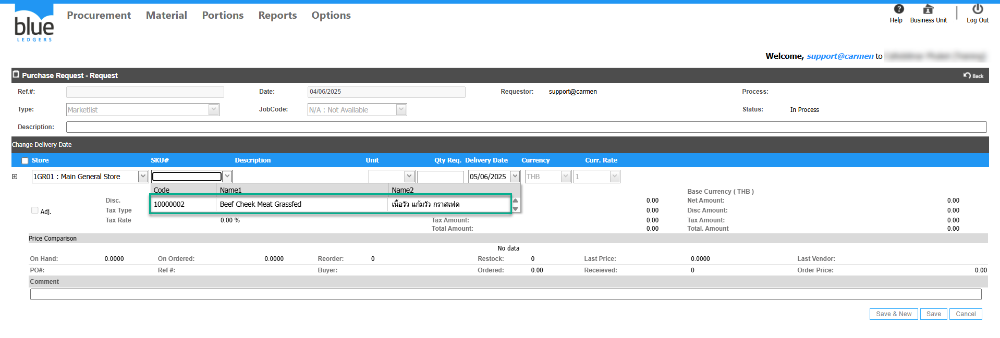 Procurement Material Portions Reports Options
blue
LEDGERS
Help Business Unit Log Out
Welcome, support@carmen to
Purchase Request - Request Back
Ref.#: Date: 04/06/2025 Requestor: support@carmen Process:
Type: Marketlist JobCode: N/A : Not Available Status: In Process
Description:
Change Delivery Date
Store SKU# Description Unit Qty Req. Delivery Date Currency Curr. Rate
1GR01 : Main General Store 05/06/2025 THB 1
Code Name1 Name2
10000002 Beef Cheek Meat Grassfed เนื้อวัว แก้มวัว กราสเฟด
Base Currency ( THB )
Disc. 0.00 Net Amount: 0.00
Adj. Tax Type 0.00 Disc Amount: 0.00
Tax Rate 0.00 % Tax Amount: 0.00 Tax Amount: 0.00
Total Amount: 0.00 Total. Amount 0.00
Price Comparison
No data
On Hand: 0.0000 On Ordered: 0.0000 Reorder: 0 Restock: 0 Last Price: 0.0000 Last Vendor:
PO#: Ref #: Buyer: Ordered: 0.00 Receieved: 0 Order Price: 0.00
Comment
Save & New Save Cancel